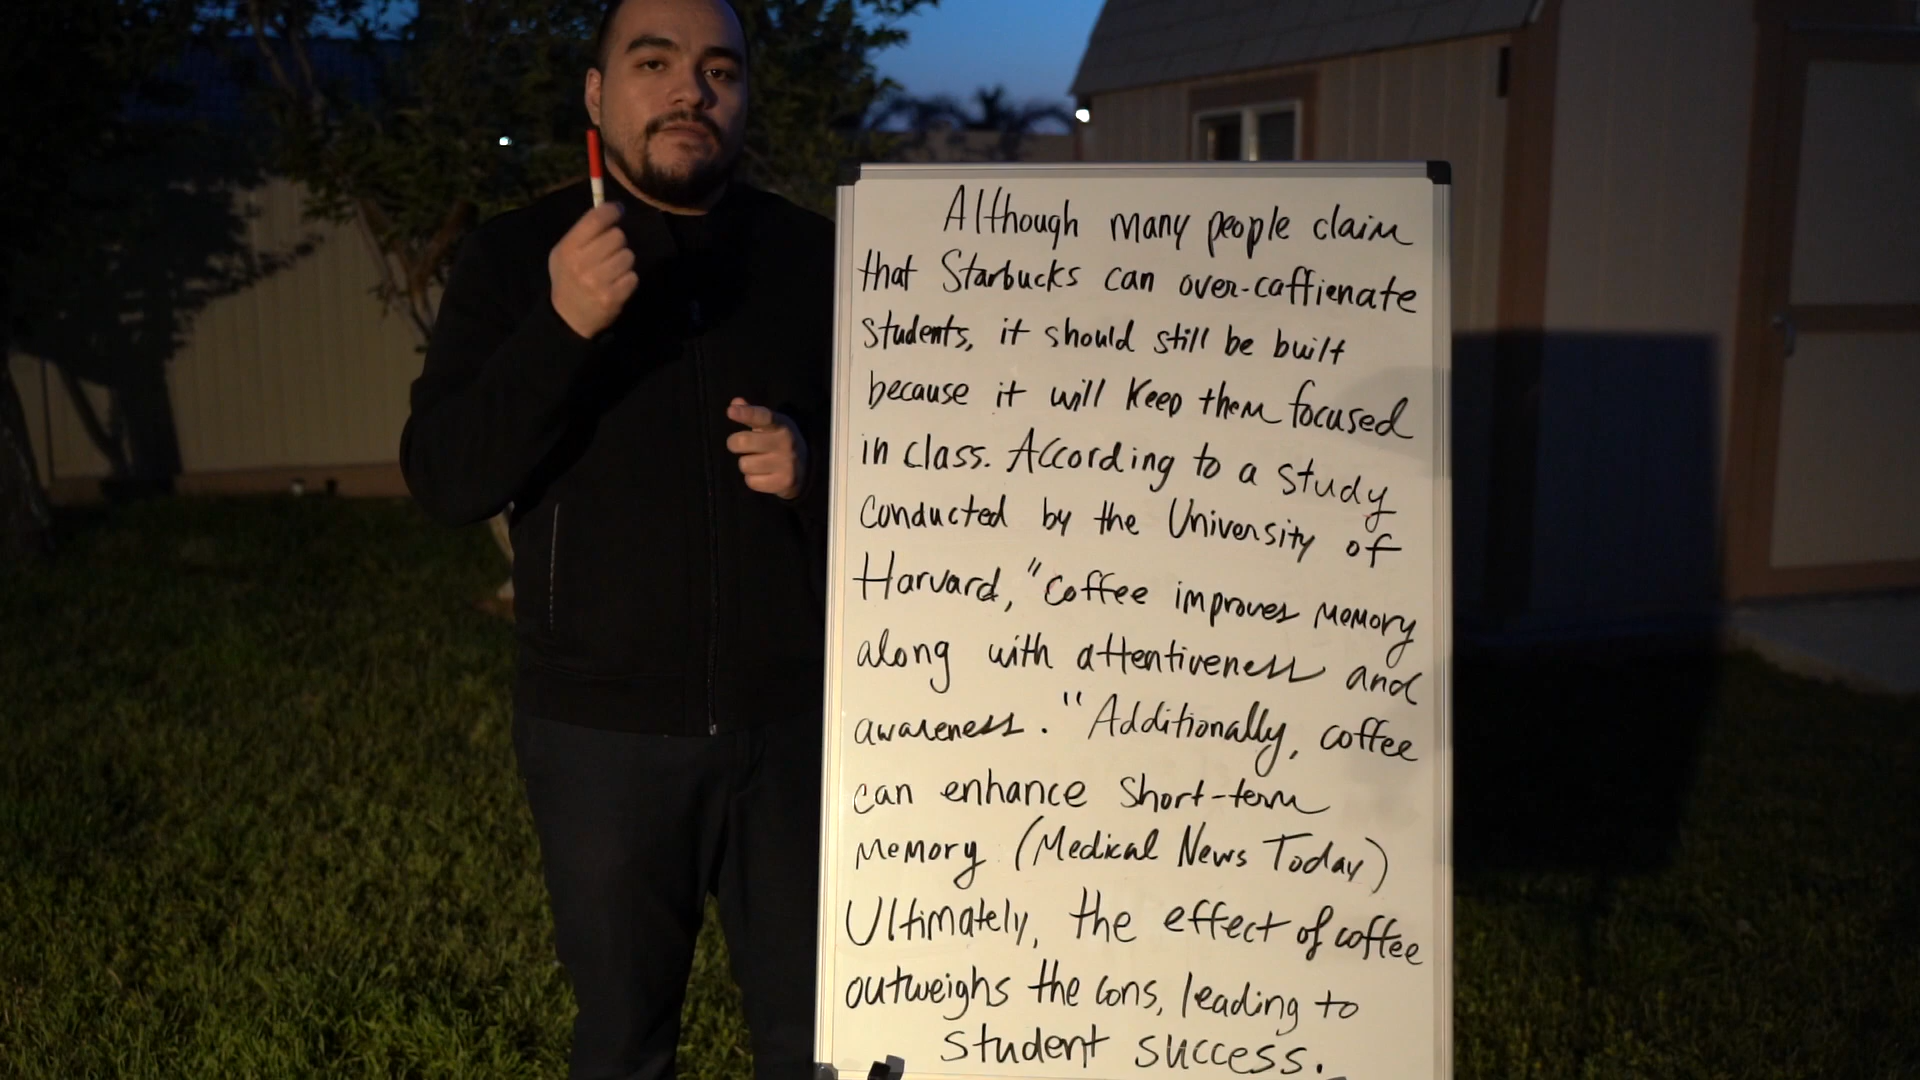 Although many people claim
that Starbucks can over-caffienate
students, it should still be built
because it will keep them focused
in class. According to a study
conducted by the University of
Harvard, "Coffee improves memory
along with attentiveness and
awareness." Additionally, coffee
can enhance short-term
memory (Medical News Today)
Ultimately, the effect of coffee
outweighs the cons, leading to
student success.